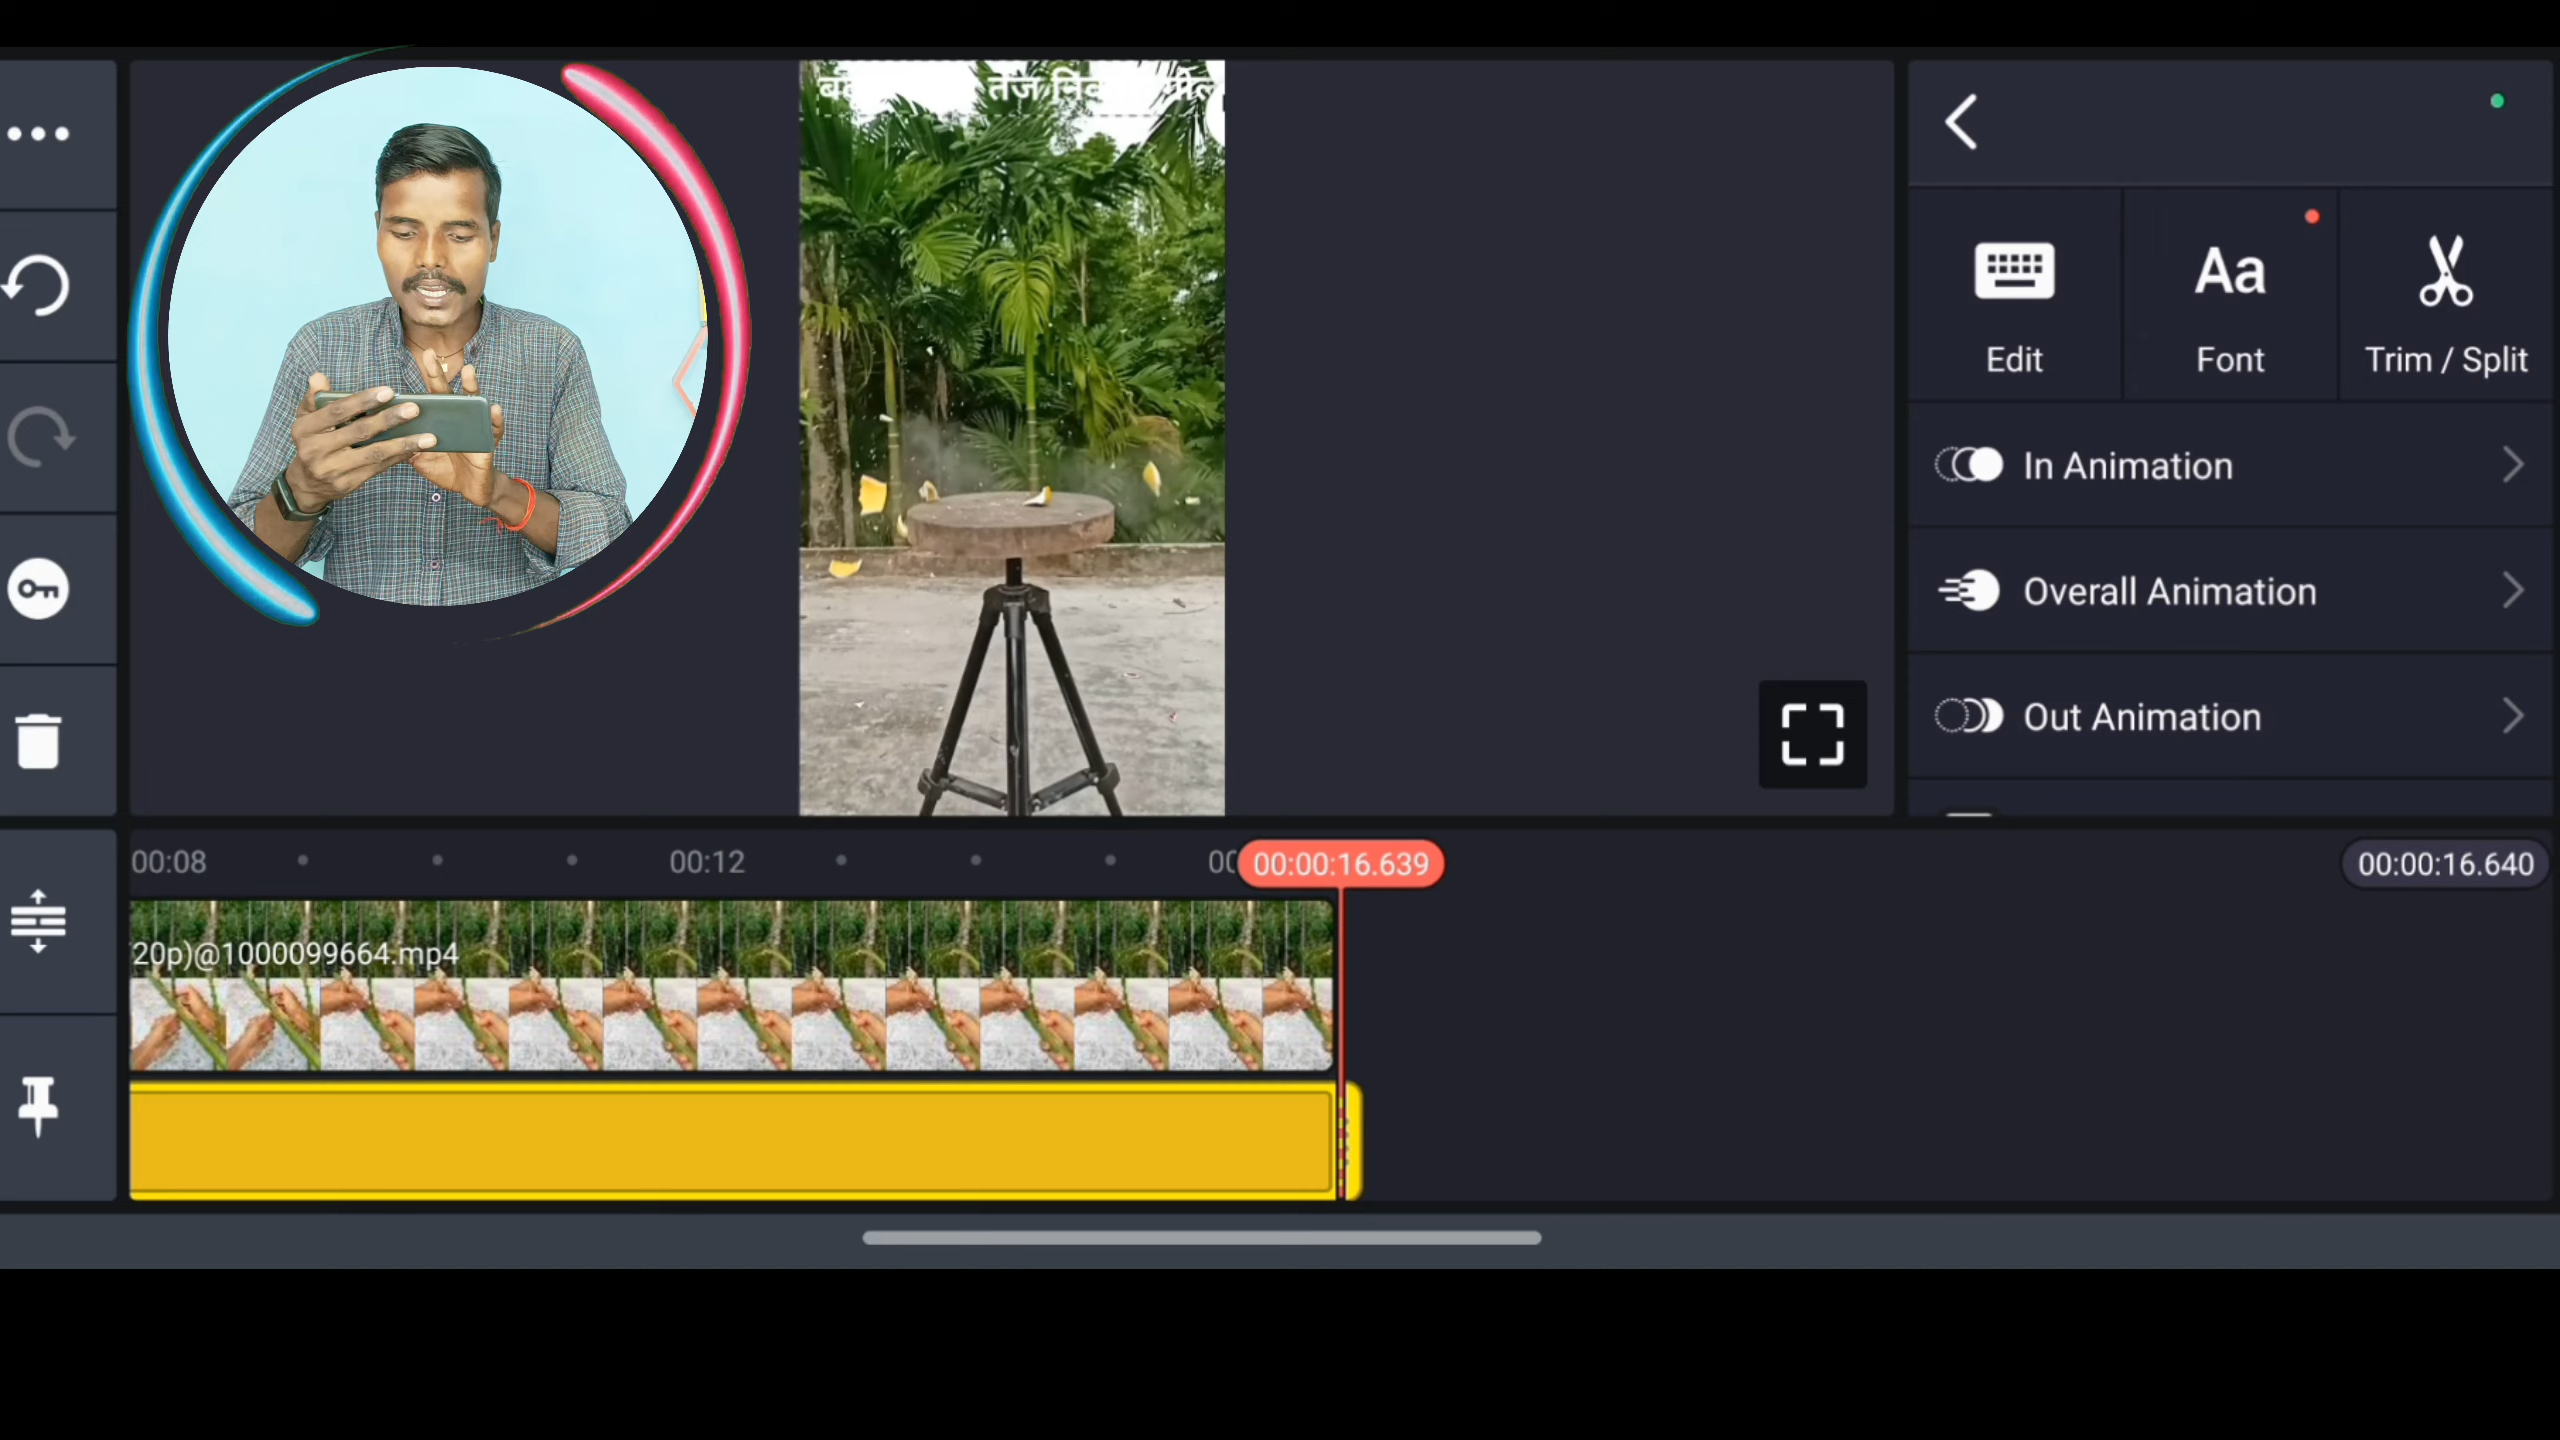 तेज
Edit
Font
Trim / Split
In Animation
Overall Animation
Out Animation
00:08
00:12
00:00:16.639
00:00:16.640
20p)@1000099664.mp4